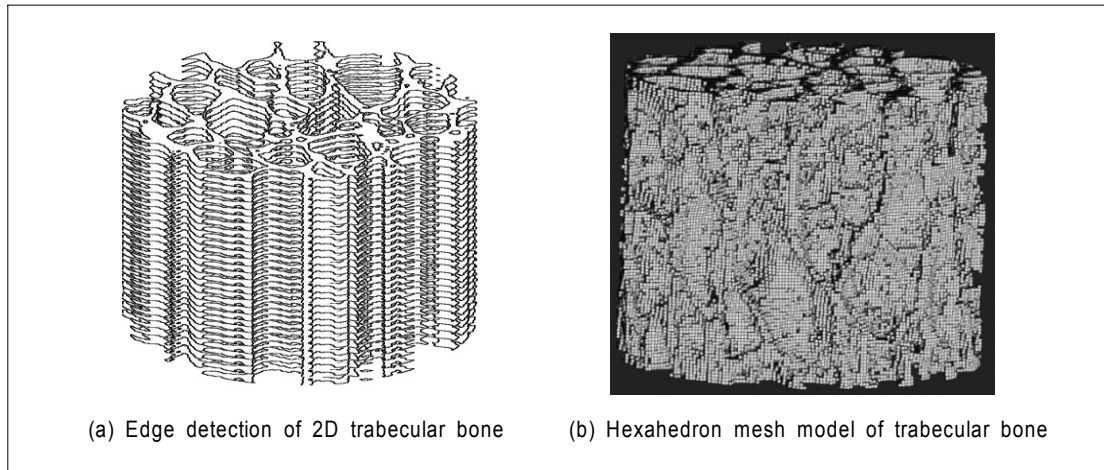 (a) Edge detection of 2D trabecular bone
(b) Hexahedron mesh model of trabecular bone